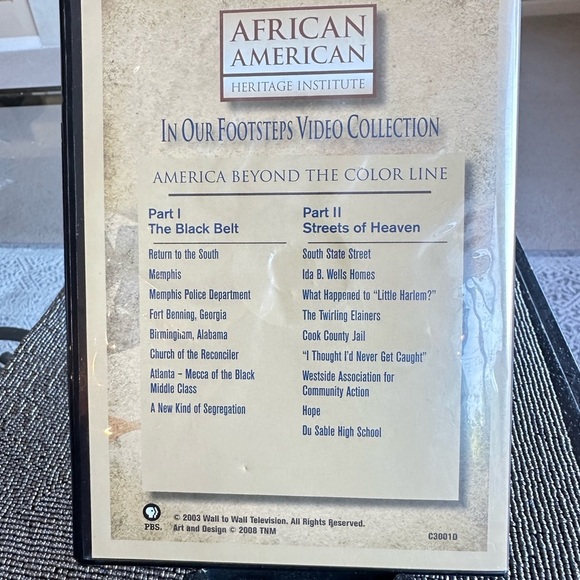 AFRICAN
AMERICAN
HERITAGE INSTITUTE
IN OUR FOOTSTEPS VIDEO COLLECTION
AMERICA BEYOND THE COLOR LINE
Part I
The Black Belt
Return to the South
Memphis
Memphis Police Department
Fort Benning, Georgia
Birmingham, Alabama
Church of the Reconciler
Atlanta – Mecca of the Black
Middle Class
A New Kind of Segregation
Part II
Streets of Heaven
South State Street
Ida B. Wells Homes
What Happened to “Little Harlem?”
The Twirling Elainers
Cook County Jail
“I Thought I'd Never Get Caught”
Westside Association for
Community Action
Hope
Du Sable High School
PBS.
© 2003 Wall to Wall Television. All Rights Reserved.
Art and Design © 2008 TNM
C3001D